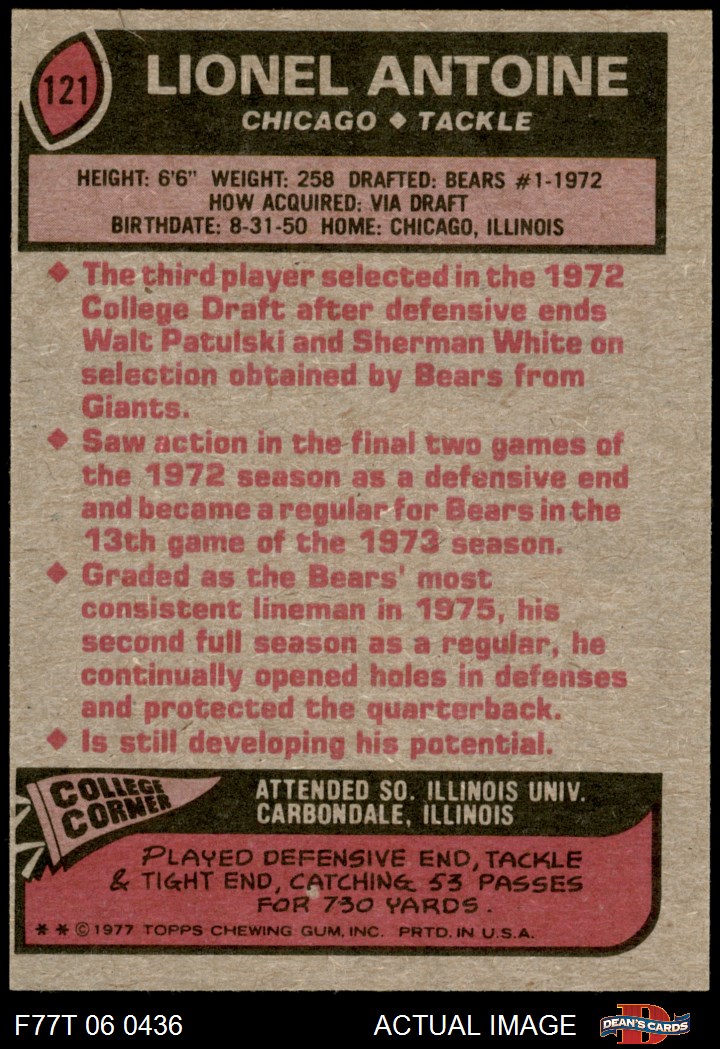 121
LIONEL ANTOINE
CHICAGO ◆ TACKLE
HEIGHT: 6'6" WEIGHT: 258 DRAFTED: BEARS #1-1972
HOW ACQUIRED: VIA DRAFT
BIRTHDATE: 8-31-50 HOME: CHICAGO, ILLINOIS
◆ The third player selected in the 1972
College Draft after defensive ends
Walt Patulski and Sherman White on
selection obtained by Bears from
Giants.
◆ Saw action in the final two games of
the 1972 season as a defensive end
and became a regular for Bears in the
13th game of the 1973 season.
◆ Graded as the Bears' most
consistent lineman in 1975, his
second full season as a regular, he
continually opened holes in defenses
and protected the quarterback.
◆ Is still developing his potential.
COLLEGE
CORNER
ATTENDED SO. ILLINOIS UNIV.
CARBONDALE, ILLINOIS
PLAYED DEFENSIVE END, TACKLE
& TIGHT END, CATCHING 53 PASSES
FOR 730 YARDS.
* * © 1977 TOPPS CHEWING GUM, INC. PRTD. IN U.S.A.
F77T 06 0436
ACTUAL IMAGE
D
DEAN'S CARDS